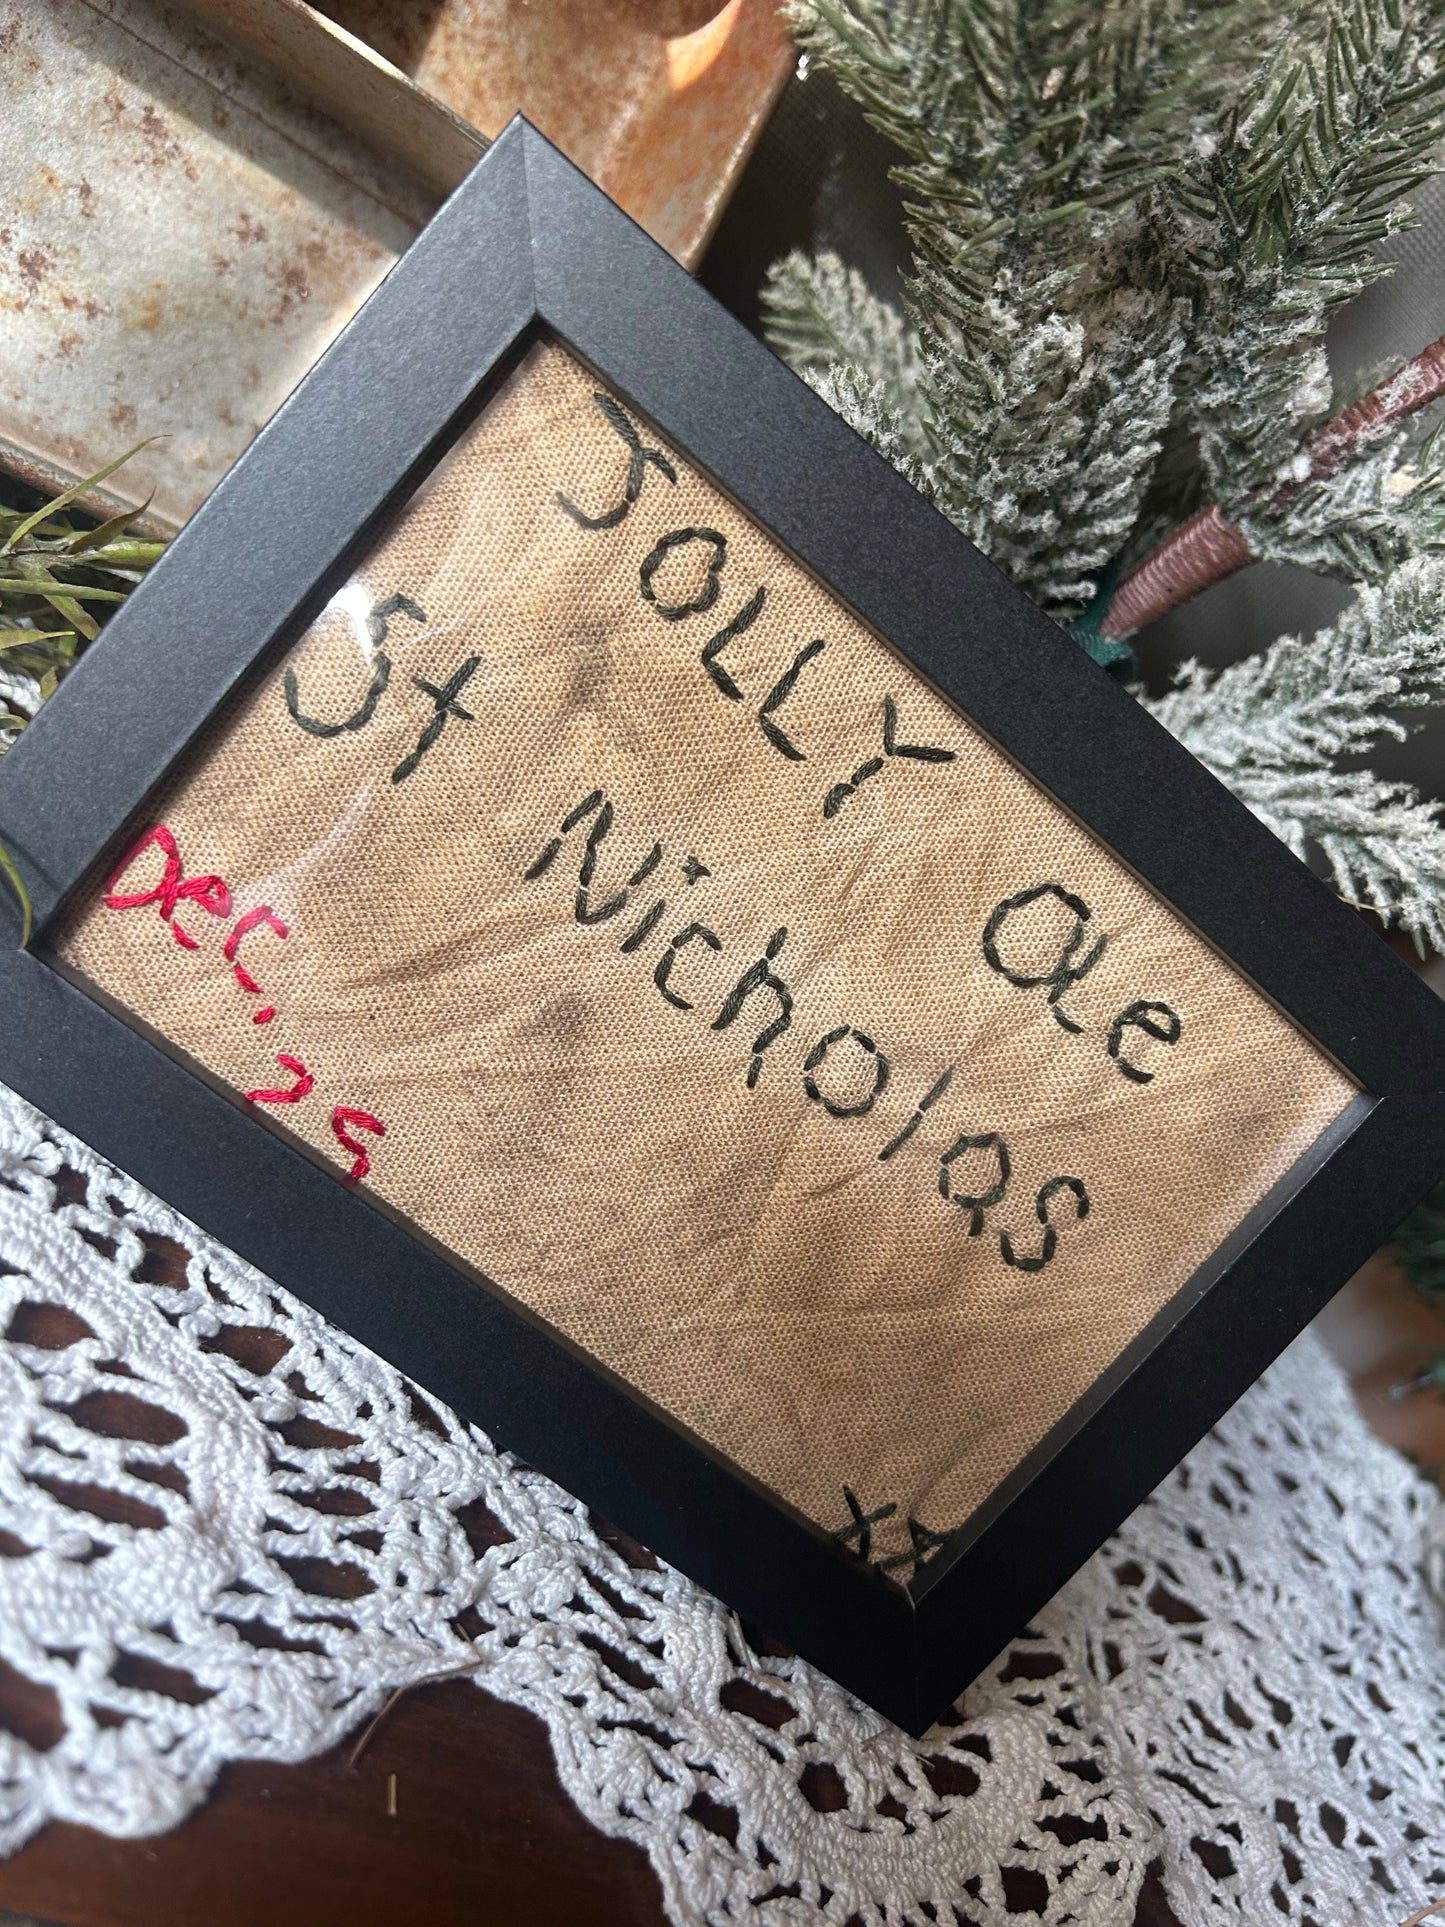 JOLLY Ole
St Nicholas
Dec. 25